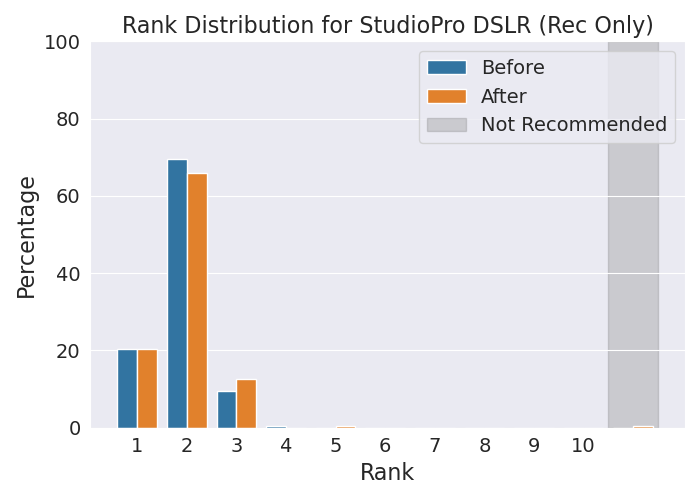 Rank Distribution for StudioPro DSLR (Rec Only)
Before
After
Not Recommended
100
80
60
40
20
0
Percentage
1 2 3 4 5 6 7 8 9 10
Rank